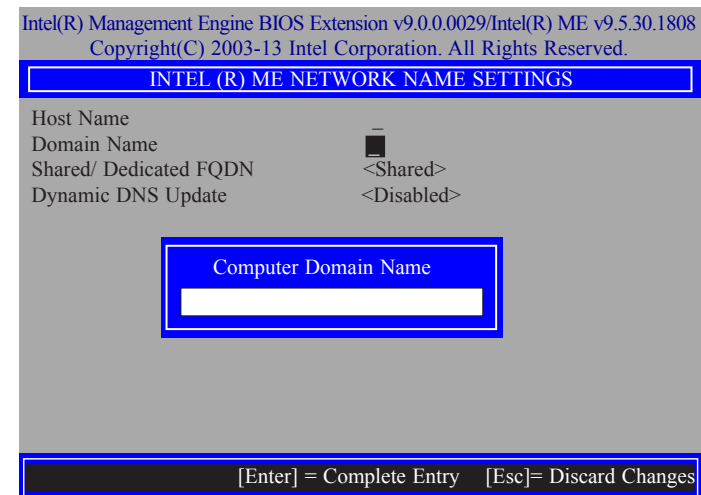 Intel(R) Management Engine BIOS Extension v9.0.0.0029/Intel(R) ME v9.5.30.1808
Copyright(C) 2003-13 Intel Corporation. All Rights Reserved.
INTEL (R) ME NETWORK NAME SETTINGS
Host Name _
Domain Name _
Shared/ Dedicated FQDN <Shared>
Dynamic DNS Update <Disabled>
Computer Domain Name
[Enter] = Complete Entry [Esc]= Discard Changes